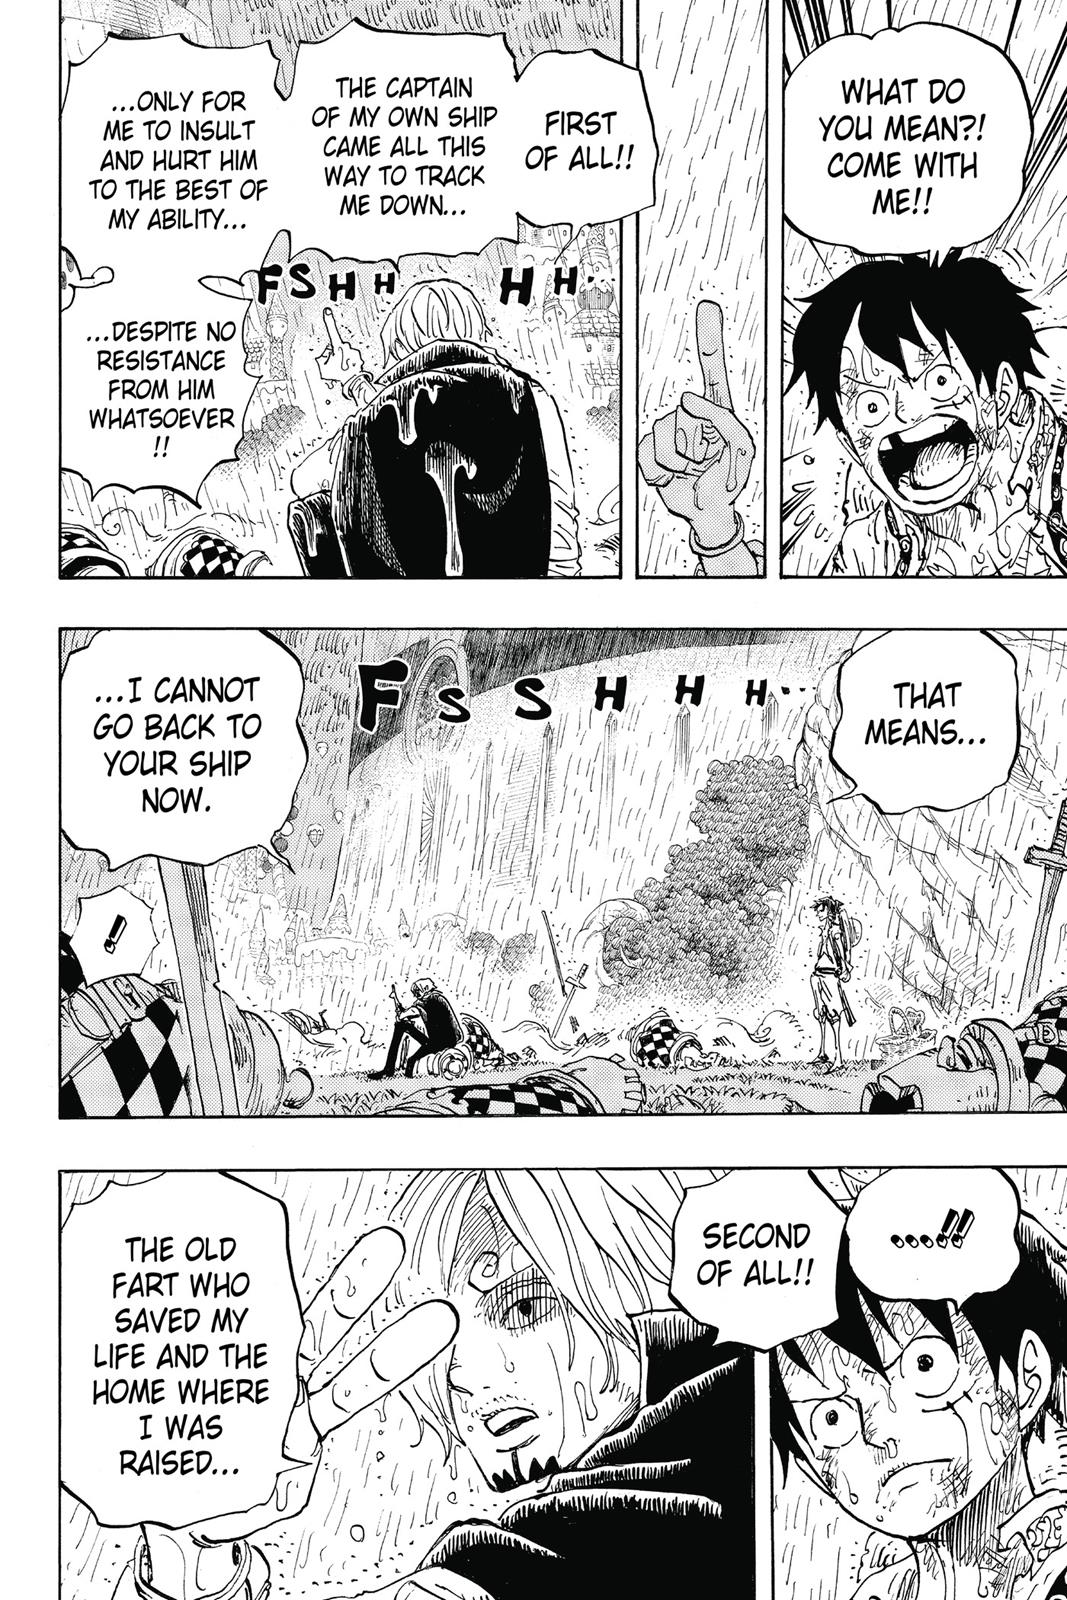 WHAT DO
YOU MEAN?!
COME WITH
ME!!
FIRST
OF ALL!!
THE CAPTAIN
OF MY OWN SHIP
CAME ALL THIS
WAY TO TRACK
ME DOWN...
...ONLY FOR
ME TO INSULT
AND HURT HIM
TO THE BEST OF
MY ABILITY...
FSHHHH..
...DESPITE NO
RESISTANCE
FROM HIM
WHATSOEVER
!!
THAT
MEANS...
FSSHHH...
...I CANNOT
GO BACK TO
YOUR SHIP
NOW.
!!
.....!!
SECOND
OF ALL!!
THE OLD
FART WHO
SAVED MY
LIFE AND THE
HOME WHERE
I WAS
RAISED...